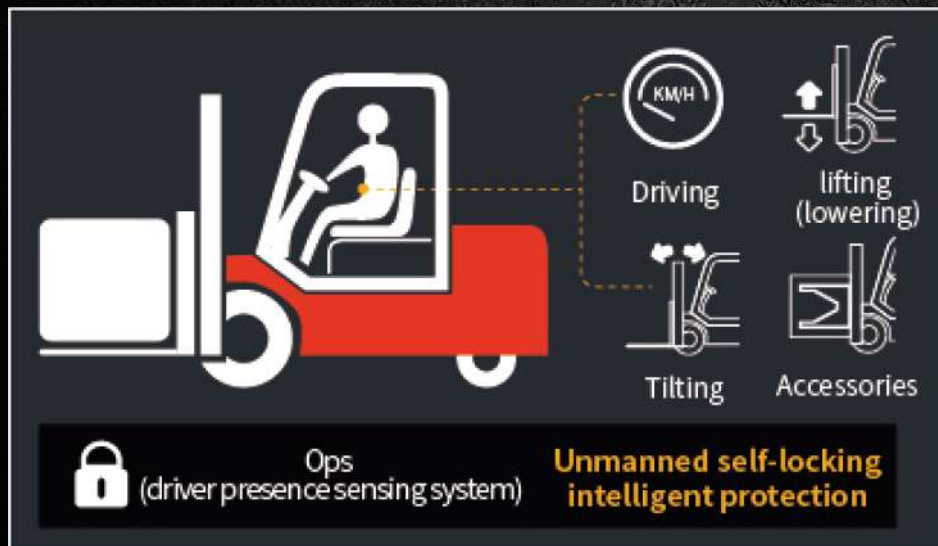 KM/H
Driving
lifting
(lowering)
Tilting
Accessories
Ops
(driver presence sensing system)
Unmanned self-locking
intelligent protection